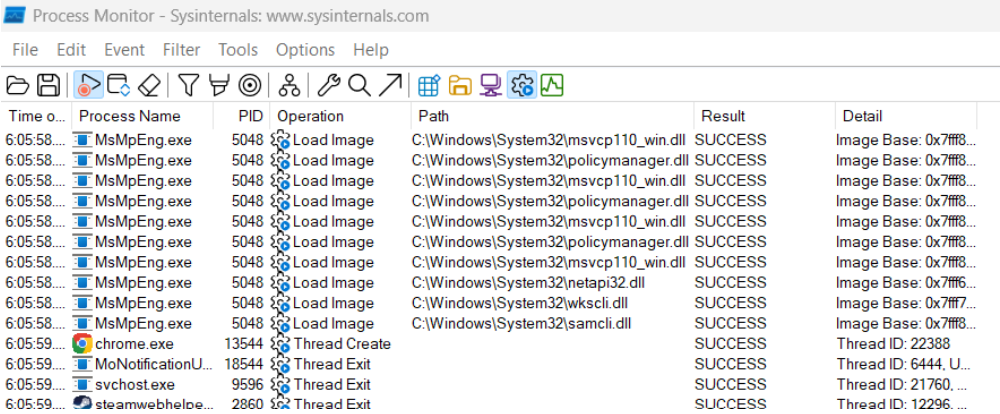 Process Monitor - Sysinternals: www.sysinternals.com
File Edit Event Filter Tools Options Help
Time o... Process Name PID Operation Path Result Detail
6:05:58.... MsMpEng.exe 5048 Load Image C:\Windows\System32\msvcp110_win.dll SUCCESS Image Base: 0x7fff8...
6:05:58.... MsMpEng.exe 5048 Load Image C:\Windows\System32\policymanager.dll SUCCESS Image Base: 0x7fff8...
6:05:58.... MsMpEng.exe 5048 Load Image C:\Windows\System32\msvcp110_win.dll SUCCESS Image Base: 0x7fff8...
6:05:58.... MsMpEng.exe 5048 Load Image C:\Windows\System32\policymanager.dll SUCCESS Image Base: 0x7fff8...
6:05:58.... MsMpEng.exe 5048 Load Image C:\Windows\System32\msvcp110_win.dll SUCCESS Image Base: 0x7fff8...
6:05:58.... MsMpEng.exe 5048 Load Image C:\Windows\System32\policymanager.dll SUCCESS Image Base: 0x7fff8...
6:05:58.... MsMpEng.exe 5048 Load Image C:\Windows\System32\msvcp110_win.dll SUCCESS Image Base: 0x7fff8...
6:05:58.... MsMpEng.exe 5048 Load Image C:\Windows\System32\netapi32.dll SUCCESS Image Base: 0x7fff6...
6:05:58.... MsMpEng.exe 5048 Load Image C:\Windows\System32\wkscli.dll SUCCESS Image Base: 0x7fff7...
6:05:58.... MsMpEng.exe 5048 Load Image C:\Windows\System32\samcli.dll SUCCESS Image Base: 0x7fff8...
6:05:59.... chrome.exe 13544 Thread Create SUCCESS Thread ID: 22388
6:05:59.... MoNotificationU... 18544 Thread Exit SUCCESS Thread ID: 6444, U...
6:05:59.... svchost.exe 9596 Thread Exit SUCCESS Thread ID: 21760, ...
6:05:59.... steamwebhelpe... 2860 Thread Exit SUCCESS Thread ID: 12296, ...